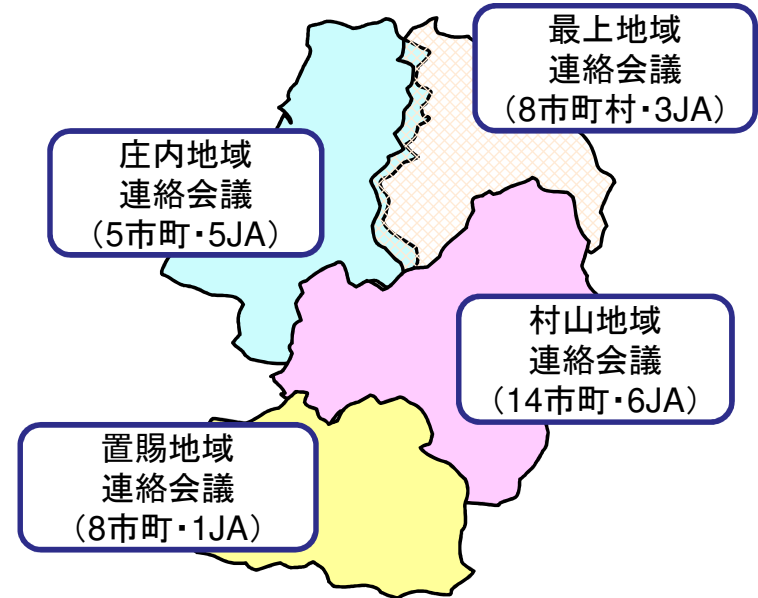 最上地域
連絡会議
（8市町村・3JA）
庄内地域
連絡会議
（5市町・5JA）
村山地域
連絡会議
（14市町・6JA）
置賜地域
連絡会議
（8市町・1JA）